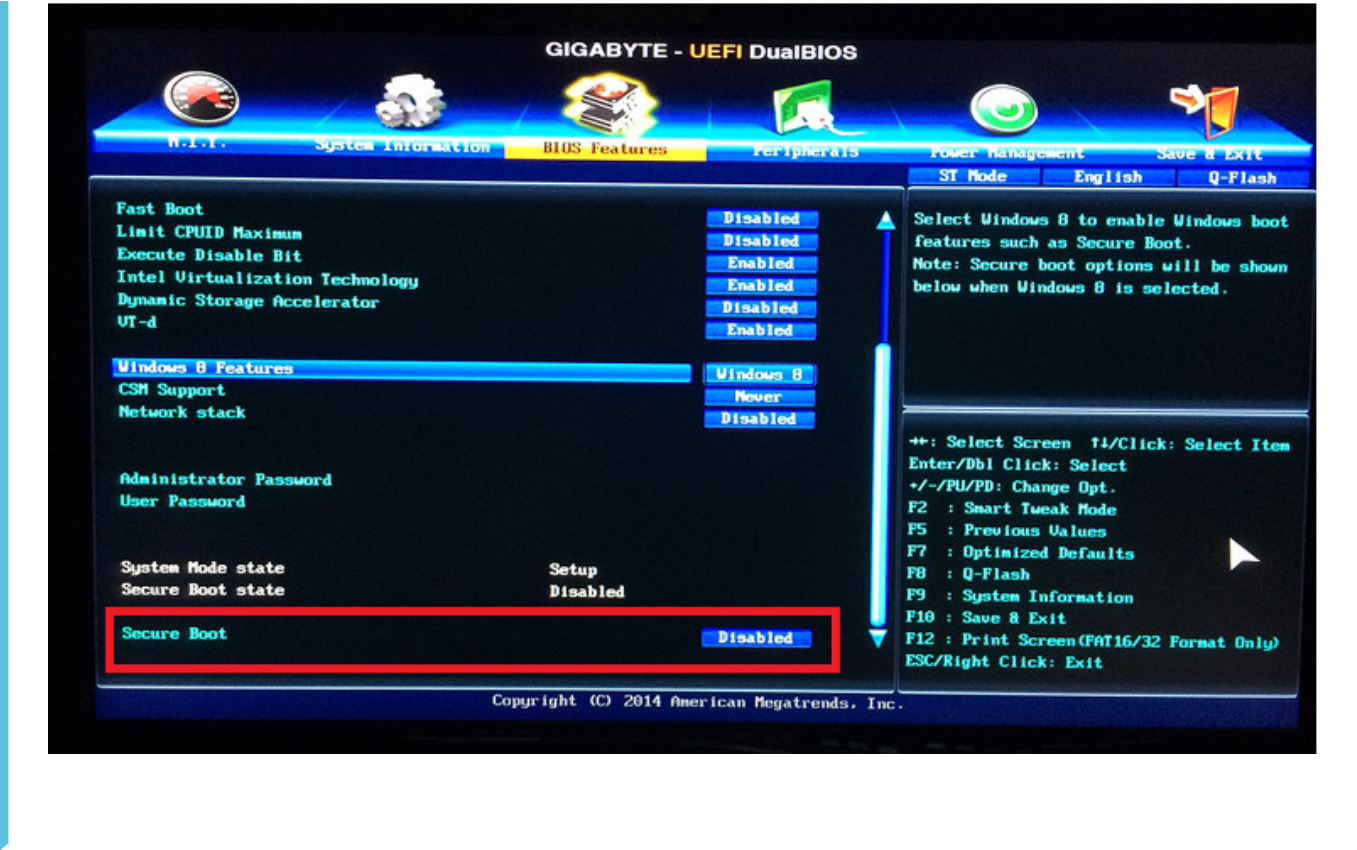 GIGABYTE - UEFI DualBIOS
M.I.T. System Information BIOS Features Peripherals Power Management Save & Exit
ST Mode English Q-Flash
Fast Boot Disabled
Limit CPUID Maximum Disabled
Execute Disable Bit Enabled
Intel Virtualization Technology Enabled
Dynamic Storage Accelerator Disabled
VT-d Enabled
Windows 8 Features Windows 8
CSM Support Never
Network stack Disabled
Administrator Password
User Password
System Mode state Setup
Secure Boot state Disabled
Secure Boot Disabled
Select Windows 8 to enable Windows boot
features such as Secure Boot.
Note: Secure boot options will be shown
below when Windows 8 is selected.
→←: Select Screen ↑↓/Click: Select Item
Enter/Dbl Click: Select
+/-/PU/PD: Change Opt.
F2 : Smart Tweak Mode
F5 : Previous Values
F7 : Optimized Defaults
F8 : Q-Flash
F9 : System Information
F10 : Save & Exit
F12 : Print Screen(FAT16/32 Format Only)
ESC/Right Click: Exit
Copyright (C) 2014 American Megatrends, Inc.